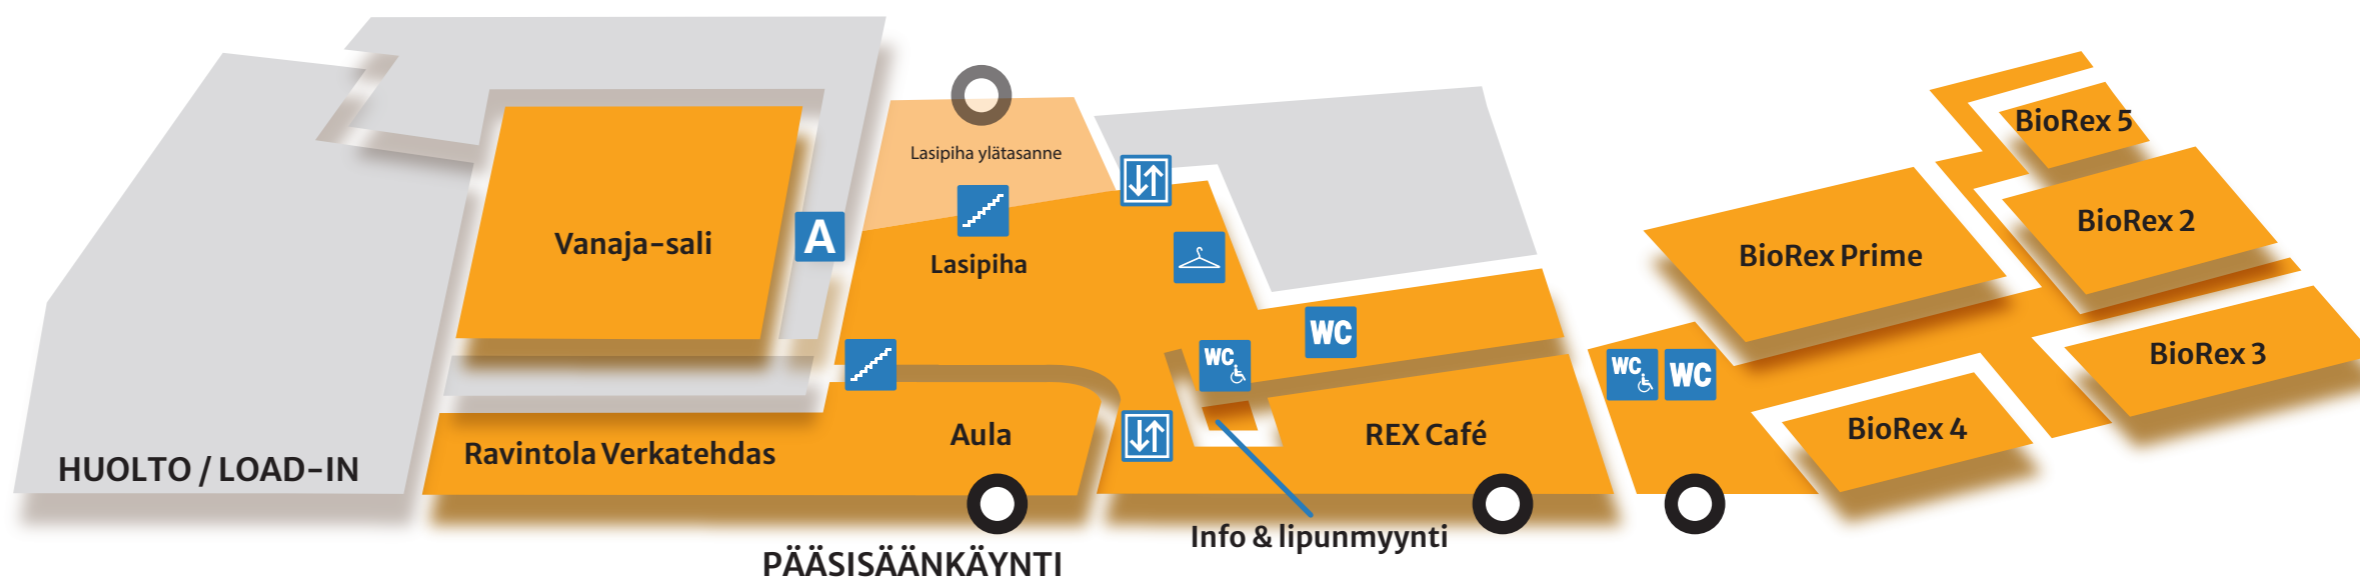 BioRex 5
Lasipiha ylätasanne
BioRex 2
A
Vanaja-sali
BioRex Prime
Lasipiha
WC
WC
BioRex 3
WC
WC
BioRex 4
Aula
REX Café
Ravintola Verkatehdas
HUOLTO / LOAD-IN
Info & lipunmyynti
PÄÄSISÄÄNKÄYNTI